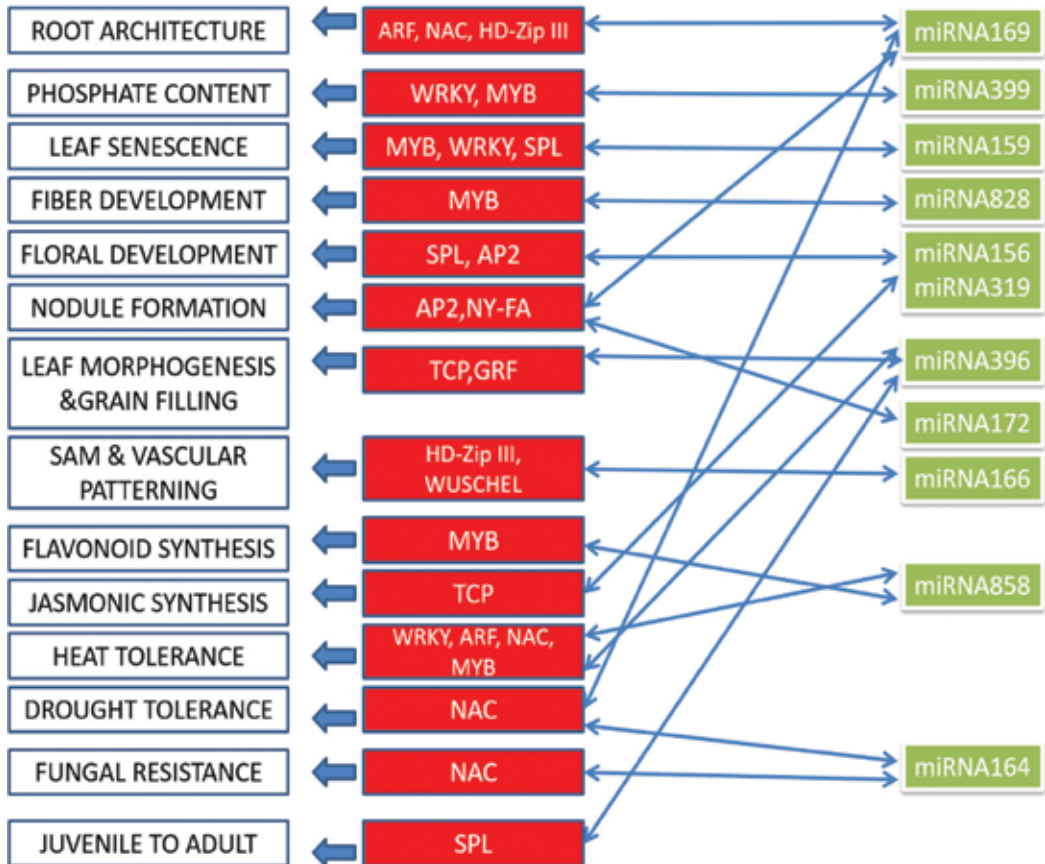 ROOT ARCHITECTURE
ARF, NAC, HD-Zip III
miRNA169
PHOSPHATE CONTENT
WRKY, MYB
miRNA399
LEAF SENESCENCE
MYB, WRKY, SPL
miRNA159
FIBER DEVELOPMENT
MYB
miRNA828
FLORAL DEVELOPMENT
SPL, AP2
miRNA156
miRNA319
NODULE FORMATION
AP2,NY-FA
LEAF MORPHOGENESIS
&GRAIN FILLING
TCP,GRF
miRNA396
miRNA172
SAM & VASCULAR
PATTERNING
HD-Zip III,
WUSCHEL
miRNA166
FLAVONOID SYNTHESIS
MYB
miRNA858
JASMONIC SYNTHESIS
TCP
HEAT TOLERANCE
WRKY, ARF, NAC,
MYB
DROUGHT TOLERANCE
NAC
FUNGAL RESISTANCE
NAC
miRNA164
JUVENILE TO ADULT
SPL